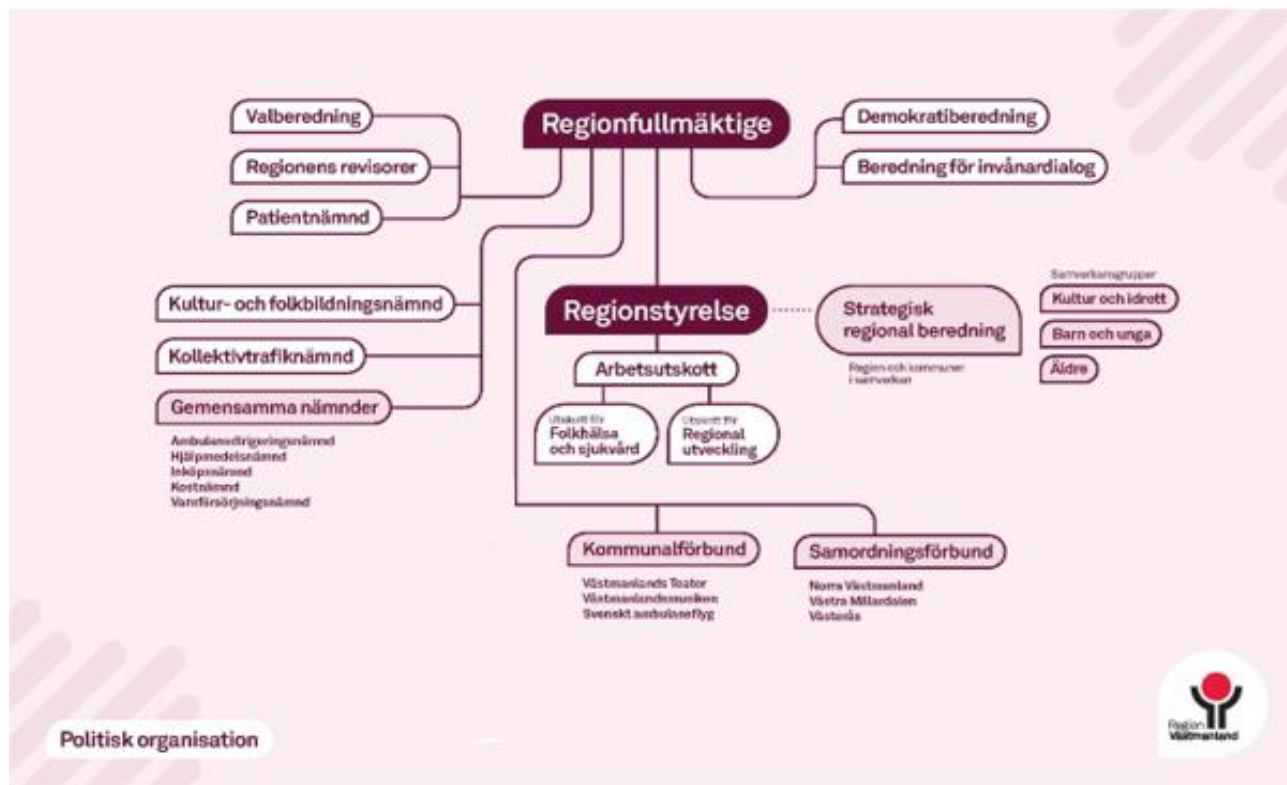 Valberedning
Regionens revisorer
Patientnämnd
Regionfullmäktige
Demokratiberedning
Beredning för invånardialog
Kultur- och folkbildningsnämnd
Kollektivtrafiknämnd
Gemensamma nämnder
Ambulansdirigeringsnämnd
Hjälpmedelsnämnd
Inköpsnämnd
Kostnämnd
Varuförsörjningsnämnd
Regionstyrelse
Arbetsutskott
Utskott för
Folkhälsa
och sjukvård
Utskott för
Regional
utveckling
Strategisk
regional beredning
Region och kommuner
i samverkan
Samverkansgrupper
Kultur och idrott
Barn och unga
Äldre
Kommunalförbund
Västmanlands Teater
Västmanlandsmusiken
Svenskt ambulansflyg
Samordningsförbund
Norra Västmanland
Västra Mälardalen
Västerås
Politisk organisation
Region
Västmanland